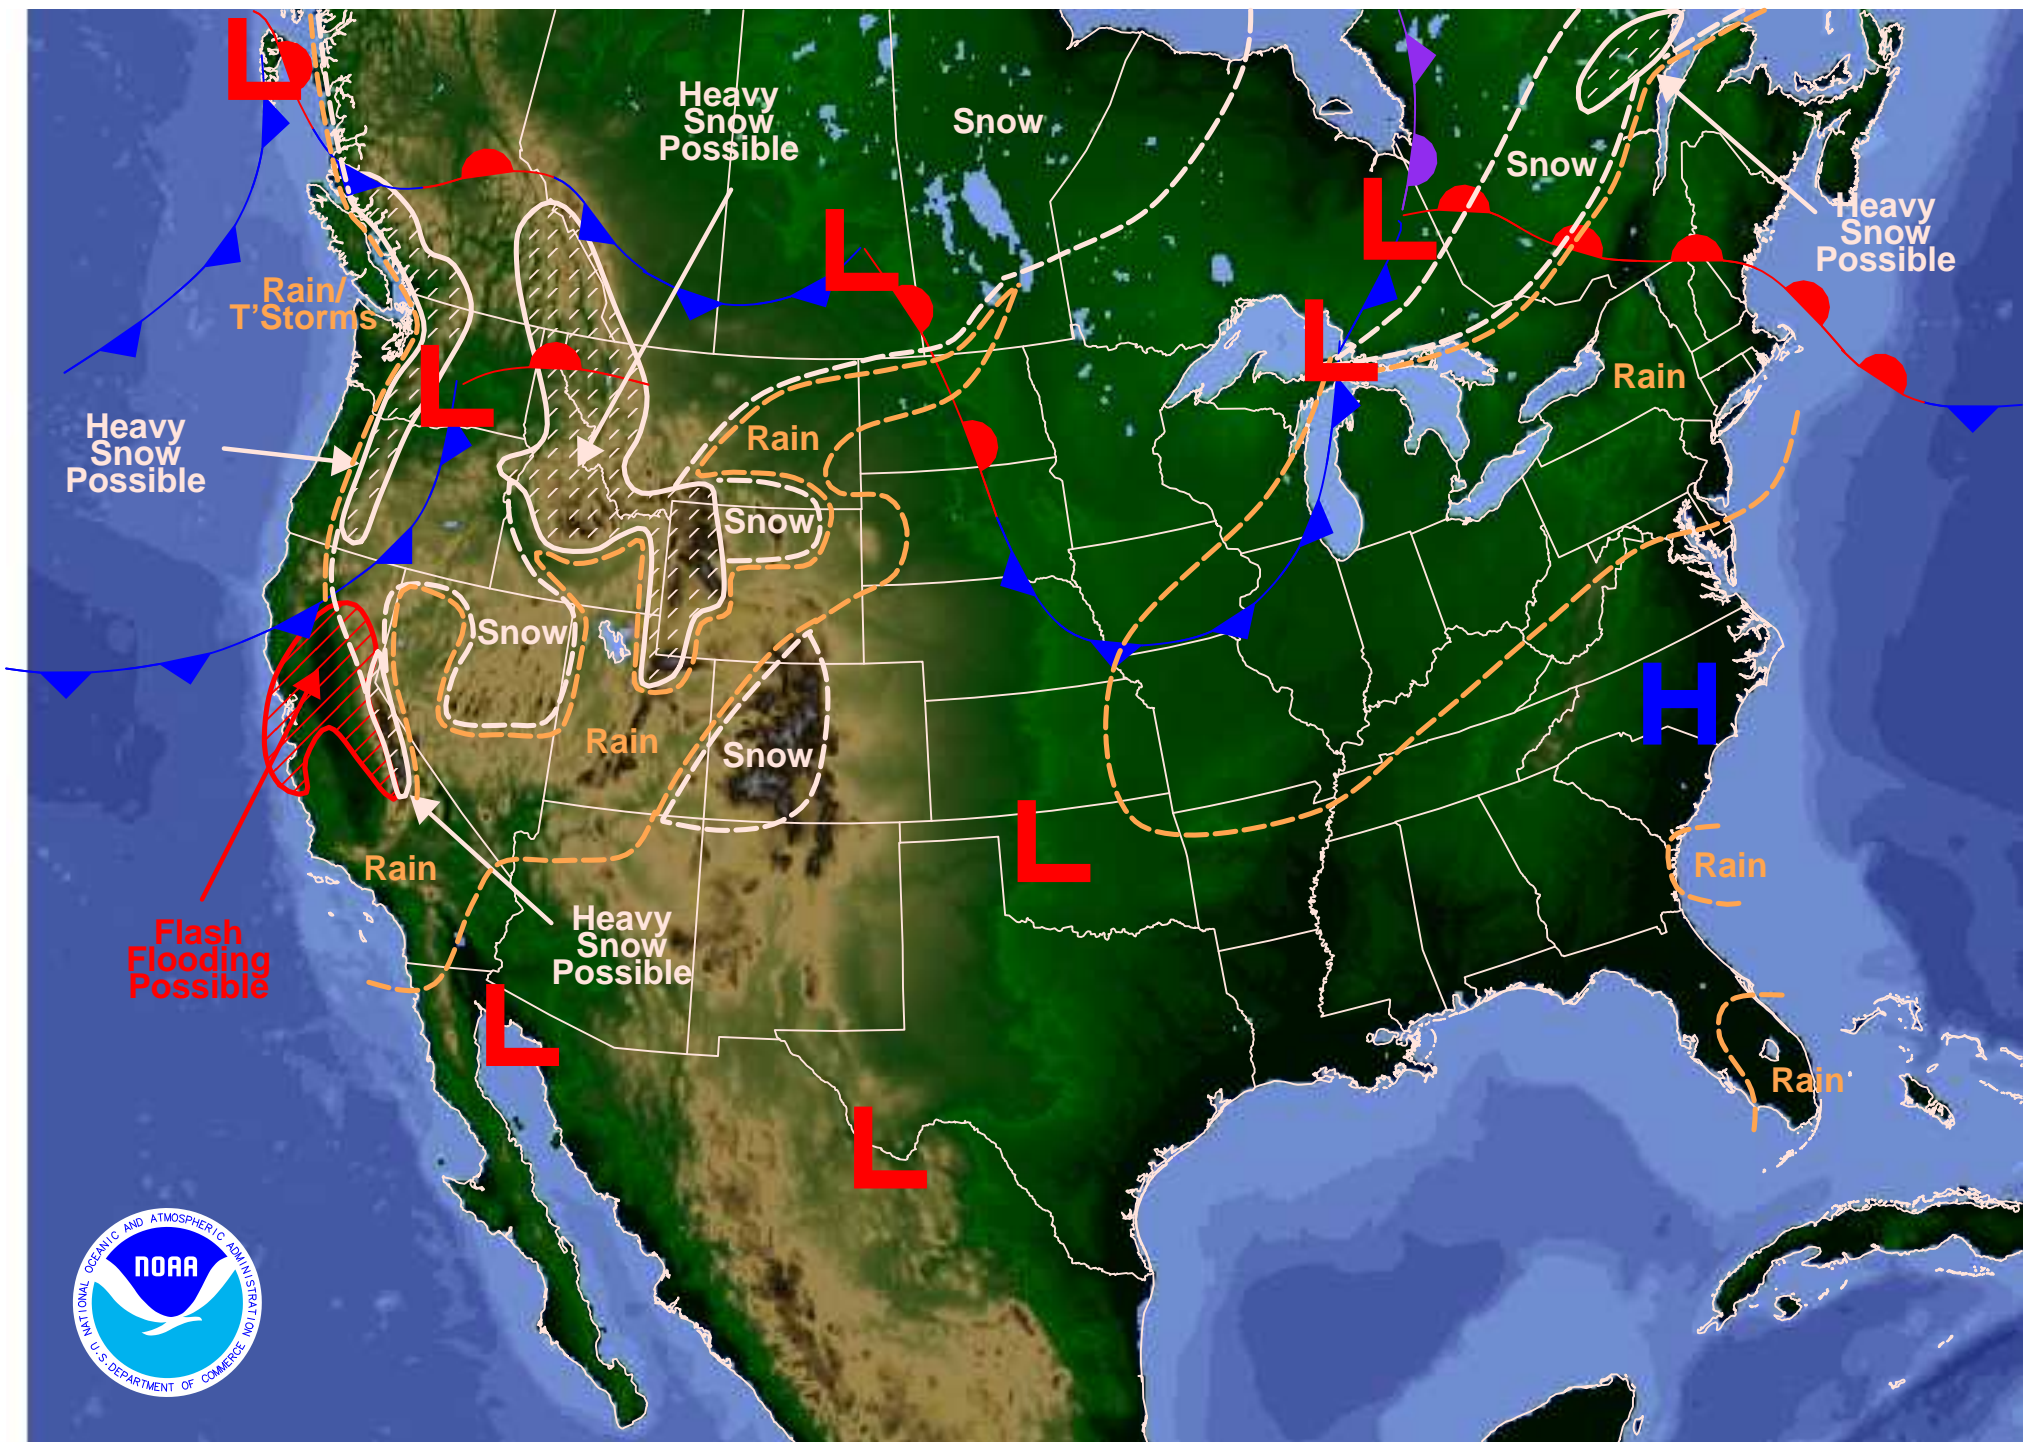 L
Heavy
Snow
Possible
Snow
Snow
L
L
Heavy
Snow
Possible
Rain/
T'Storms
L
L
Rain
Heavy
Snow
Possible
Rain
Snow
Snow
H
Rain
Snow
L
Rain
Rain
Flash
Flooding
Possible
Heavy
Snow
Possible
L
Rain
L
NATIONAL OCEANIC AND ATMOSPHERIC ADMINISTRATION
NOAA
U.S. DEPARTMENT OF COMMERCE